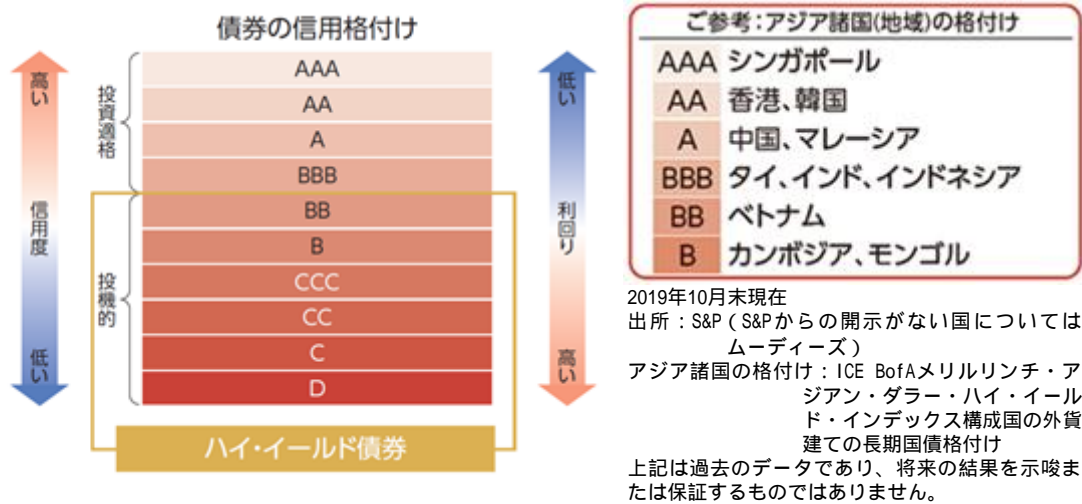 債券の信用格付け
高い
信用度
低い
投資適格
投機的
AAA
AA
A
BBB
BB
B
CCC
CC
C
D
低い
利回り
高い
ハイ・イールド債券
ご参考:アジア諸国(地域)の格付け
AAA シンガポール
AA 香港、韓国
A 中国、マレーシア
BBB タイ、インド、インドネシア
BB ベトナム
B カンボジア、モンゴル
2019年10月末現在
出所:S&P(S&Pからの開示がない国については
ムーディーズ)
アジア諸国の格付け:ICE BofAメリルリンチ・ア
ジアン・ダラー・ハイ・イール
ド・インデックス構成国の外貨
建ての長期国債格付け
上記は過去のデータであり、将来の結果を示唆ま
たは保証するものではありません。